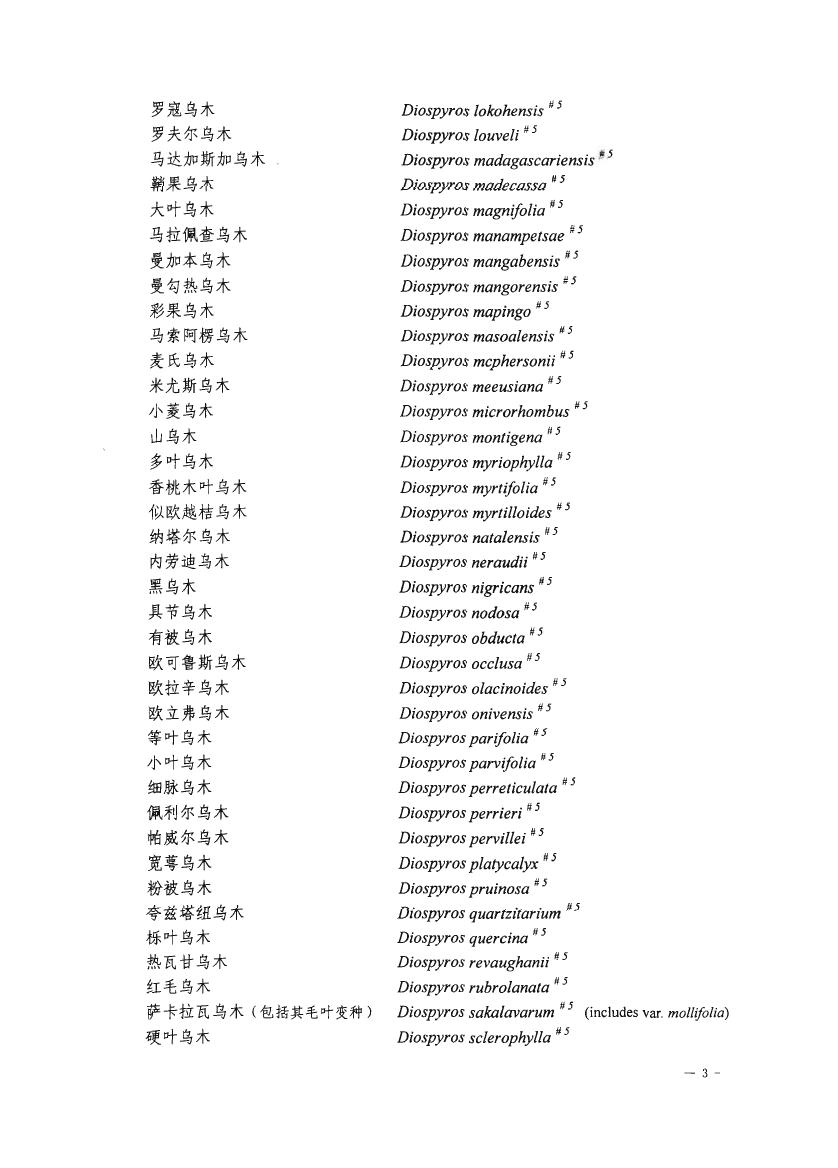 罗寇乌木 Diospyros lokohensis #5
罗夫尔乌木 Diospyros louveli #5
马达加斯加乌木 Diospyros madagascariensis #5
鞘果乌木 Diospyros madecassa #5
大叶乌木 Diospyros magnifolia #5
马拉佩查乌木 Diospyros manampetsae #5
曼加本乌木 Diospyros mangabensis #5
曼勾热乌木 Diospyros mangorensis #5
彩果乌木 Diospyros mapingo #5
马索阿楞乌木 Diospyros masoalensis #5
麦氏乌木 Diospyros mcphersonii #5
米尤斯乌木 Diospyros meeusiana #5
小菱乌木 Diospyros microrhombus #5
山乌木 Diospyros montigena #5
多叶乌木 Diospyros myriophylla #5
香桃木叶乌木 Diospyros myrtifolia #5
似欧越桔乌木 Diospyros myrtilloides #5
纳塔尔乌木 Diospyros natalensis #5
内劳迪乌木 Diospyros neraudii #5
黑乌木 Diospyros nigricans #5
具节乌木 Diospyros nodosa #5
有被乌木 Diospyros obducta #5
欧可鲁斯乌木 Diospyros occlusa #5
欧拉辛乌木 Diospyros olacinoides #5
欧立弗乌木 Diospyros onivensis #5
等叶乌木 Diospyros parifolia #5
小叶乌木 Diospyros parvifolia #5
细脉乌木 Diospyros perreticulata #5
佩利尔乌木 Diospyros perrieri #5
帕威尔乌木 Diospyros pervillei #5
宽萼乌木 Diospyros platycalyx #5
粉被乌木 Diospyros pruinosa #5
夸兹塔纽乌木 Diospyros quartzitarium #5
栎叶乌木 Diospyros quercina #5
热瓦甘乌木 Diospyros revaughanii #5
红毛乌木 Diospyros rubrolanata #5
萨卡拉瓦乌木（包括其毛叶变种） Diospyros sakalavarum #5 (includes var. mollifolia)
硬叶乌木 Diospyros sclerophylla #5
— 3 -